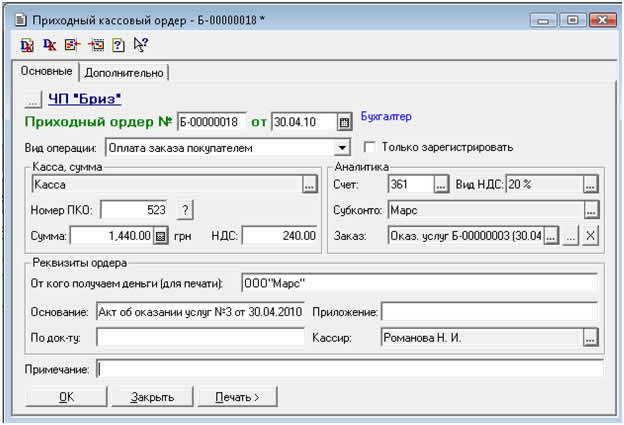 Приходный кассовый ордер - Б-00000018 *
Основные Дополнительно
... ЧП "Бриз"
Приходный ордер № Б-00000018 от 30.04.10 Бухгалтер
Вид операции: Оплата заказа покупателем Только зарегистрировать
Касса, сумма Аналитика
Касса ... Счет: 361 ... Вид НДС: 20 % ...
Номер ПКО: 523 ? Субконто: Марс ...
Сумма: 1,440.00 грн НДС: 240.00 Заказ: Оказ. услуг Б-00000003 (30.04 ... ... X
Реквизиты ордера
От кого получаем деньги (для печати): ООО"Марс"
Основание: Акт об оказании услуг №3 от 30.04.2010 Приложение:
По док-ту: Кассир: Романова Н. И. ...
Примечание:
OK Закрыть Печать >